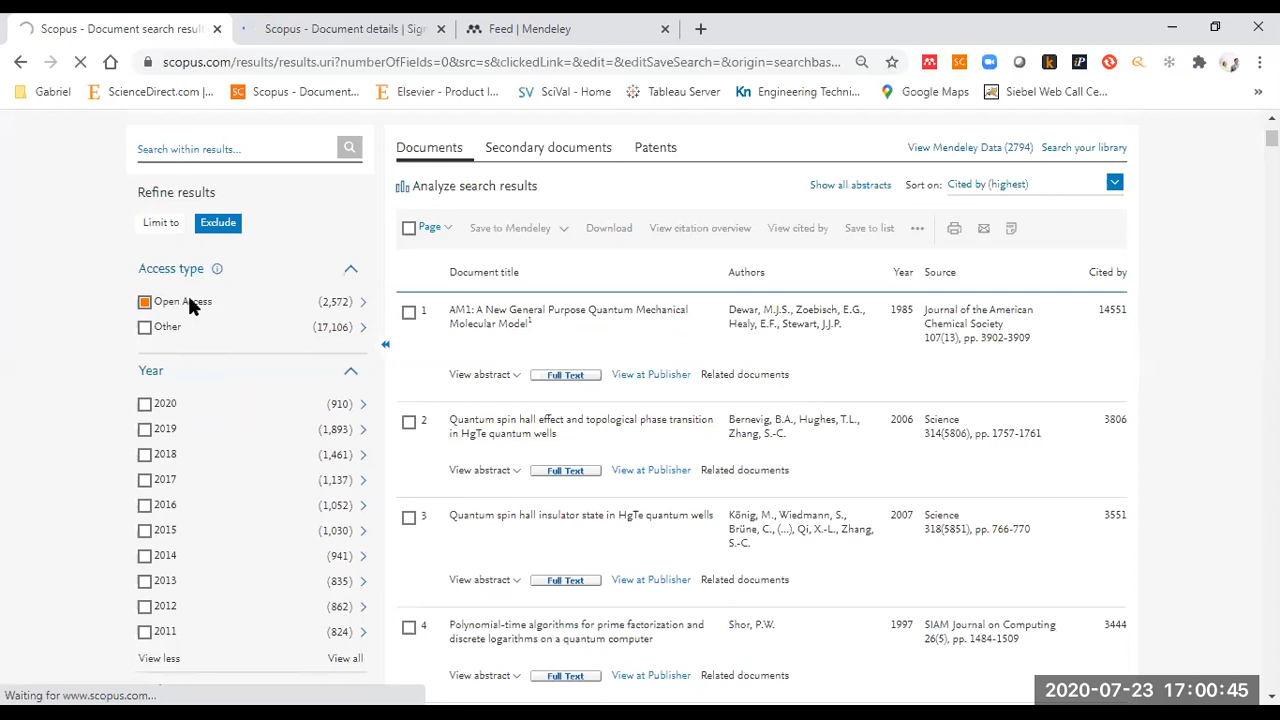 Scopus - Document search result
Scopus - Document details | Sign
Feed | Mendeley
scopus.com/results/results.uri?numberOfFields=0&src=s&clickedLink=&edit=&editSaveSearch=&origin=searchbas...
Gabriel
ScienceDirect.com |...
Scopus - Document...
Elsevier - Product I...
SciVal - Home
Tableau Server
Engineering Techni...
Google Maps
Siebel Web Call Ce...
Search within results...
Documents
Secondary documents
Patents
View Mendeley Data (2794)
Search your library
Refine results
Analyze search results
Show all abstracts
Sort on:
Cited by (highest)
Limit to
Exclude
Page
Save to Mendeley
Download
View citation overview
View cited by
Save to list
Access type
Document title
Authors
Year
Source
Cited by
Open Access (2,572)
Other (17,106)
Year
2020 (910)
2019 (1,893)
2018 (1,461)
2017 (1,137)
2016 (1,052)
2015 (1,030)
2014 (941)
2013 (835)
2012 (862)
2011 (824)
View less
View all
1
AM1: A New General Purpose Quantum Mechanical
Molecular Model1
Dewar, M.J.S., Zoebisch, E.G.,
Healy, E.F., Stewart, J.J.P.
1985
Journal of the American
Chemical Society
107(13), pp. 3902-3909
14551
View abstract
Full Text
View at Publisher
Related documents
2
Quantum spin hall effect and topological phase transition
in HgTe quantum wells
Bernevig, B.A., Hughes, T.L.,
Zhang, S.-C.
2006
Science
314(5806), pp. 1757-1761
3806
View abstract
Full Text
View at Publisher
Related documents
3
Quantum spin hall insulator state in HgTe quantum wells
König, M., Wiedmann, S.,
Brüne, C., (...), Qi, X.-L., Zhang,
S.-C.
2007
Science
318(5851), pp. 766-770
3551
View abstract
Full Text
View at Publisher
Related documents
4
Polynomial-time algorithms for prime factorization and
discrete logarithms on a quantum computer
Shor, P.W.
1997
SIAM Journal on Computing
26(5), pp. 1484-1509
3444
View abstract
Full Text
View at Publisher
Related documents
Waiting for www.scopus.com...
2020-07-23 17:00:45